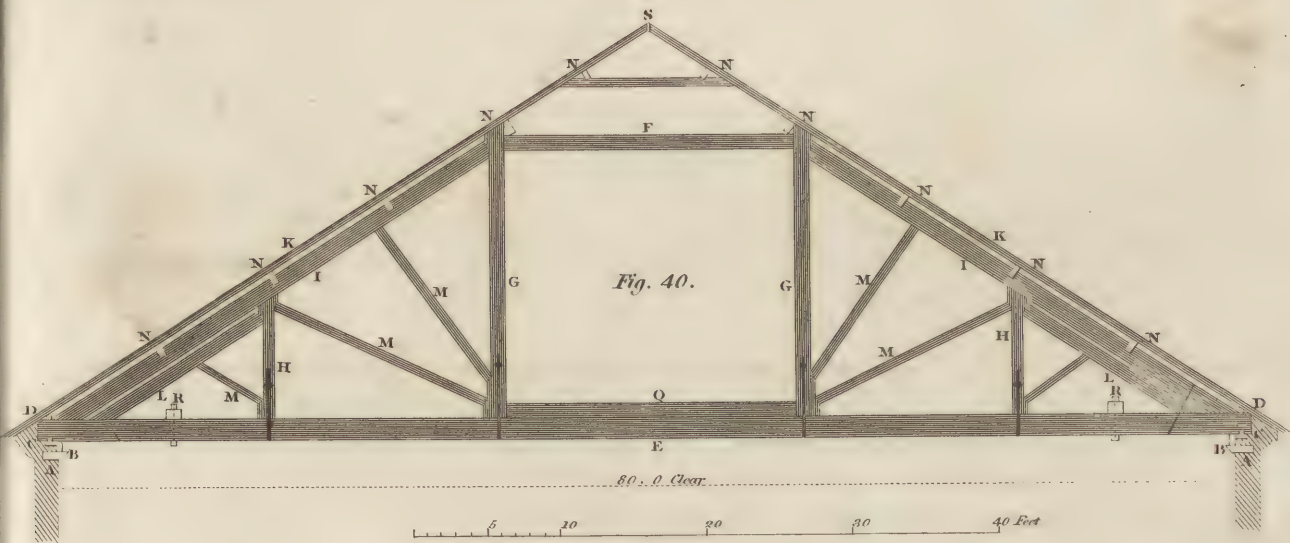 S
N N
N F N
N N
K K
N I I N
M G Fig. 40. G M
N M M N
H H
L R M Q L R
D D
E
B B
A A
80. 0 Clear
5 10 20 30 40 Feet